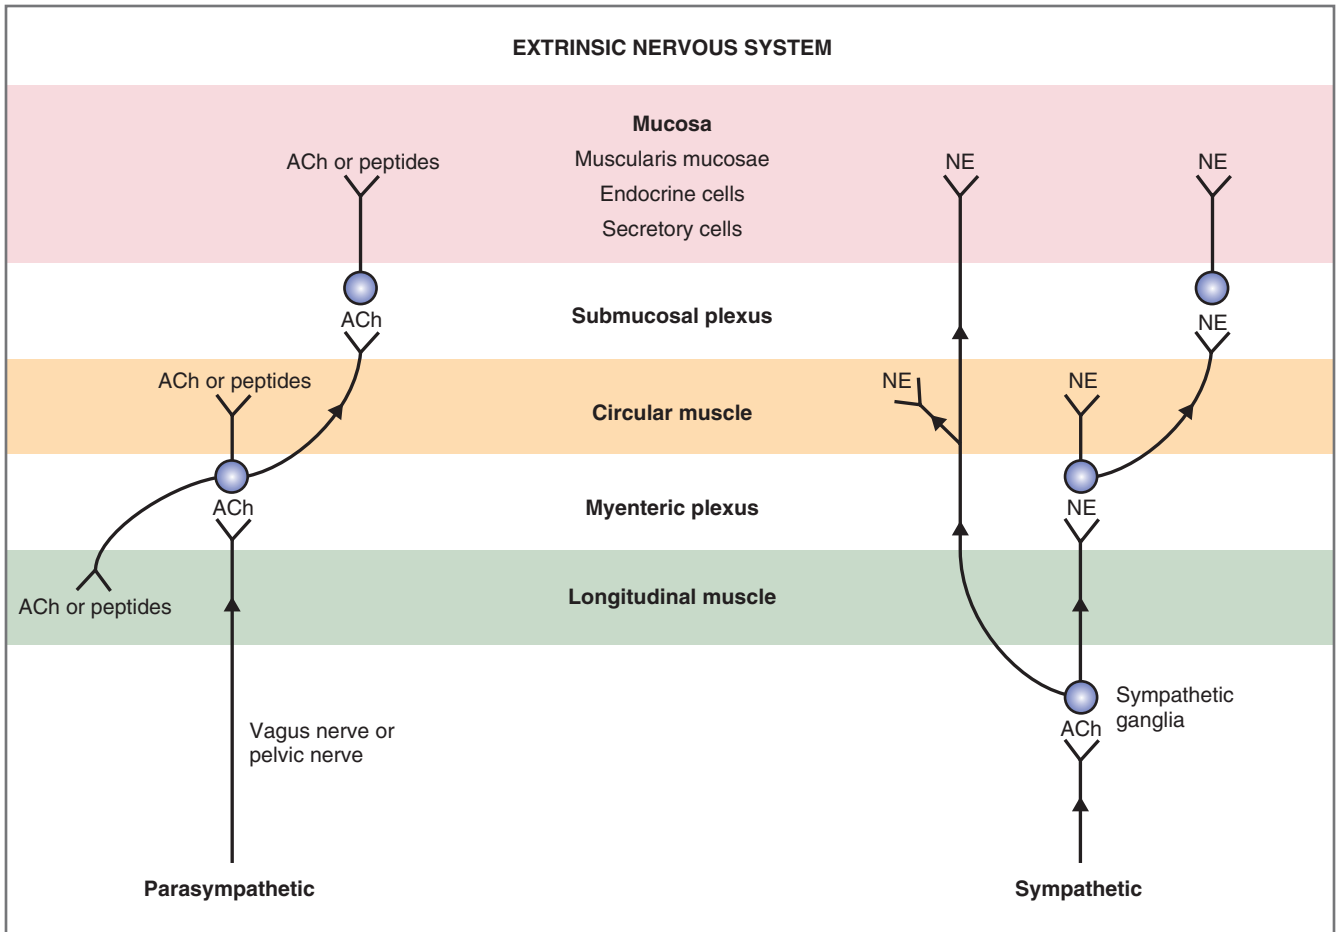 EXTRINSIC NERVOUS SYSTEM
Mucosa
ACh or peptides
Muscularis mucosae
NE
NE
Endocrine cells
Secretory cells
Submucosal plexus
ACh
NE
ACh or peptides
NE
NE
Circular muscle
ACh
Myenteric plexus
NE
Longitudinal muscle
ACh or peptides
Sympathetic
ganglia
ACh
Vagus nerve or
pelvic nerve
Parasympathetic
Sympathetic